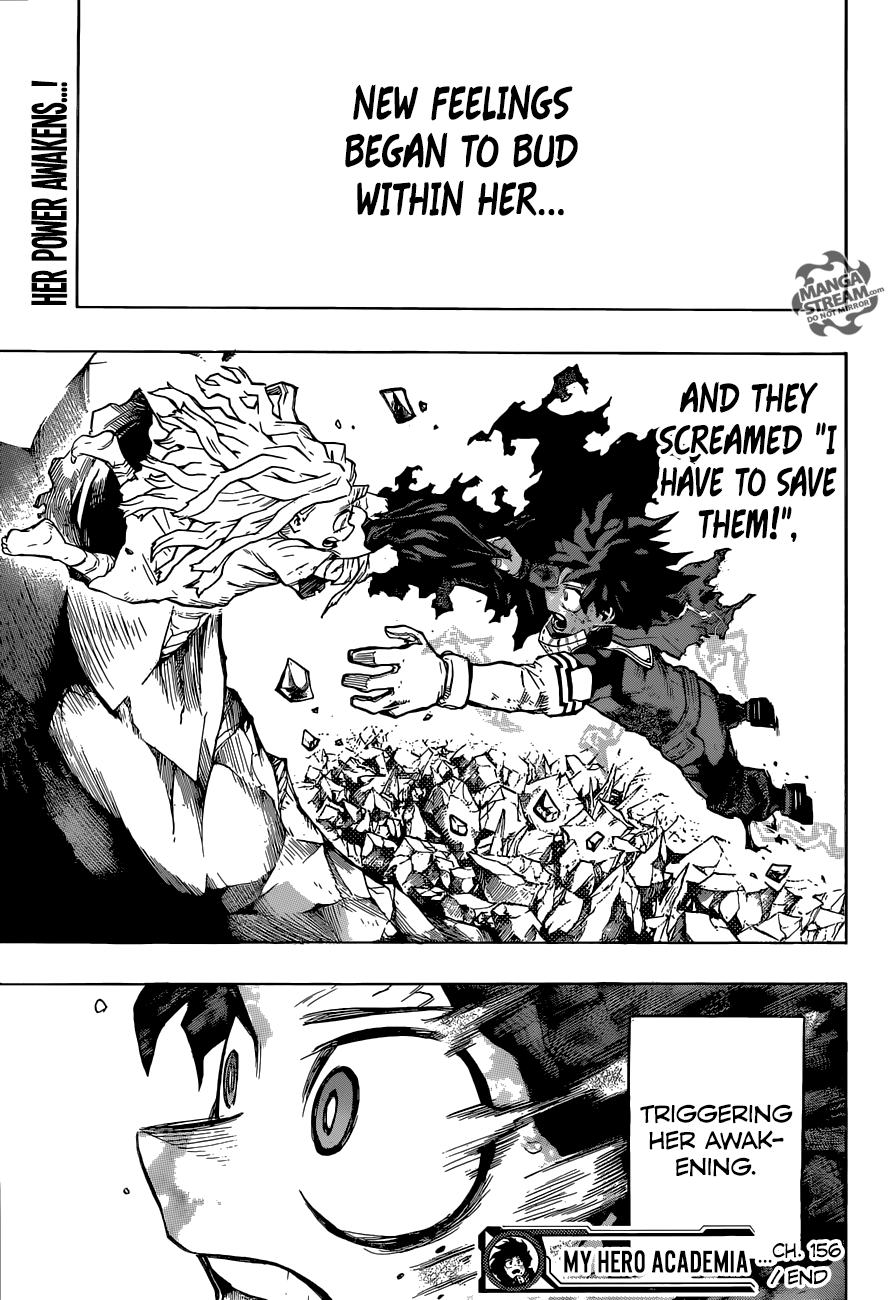 NEW FEELINGS
BEGAN TO BUD
WITHIN HER...
HER POWER AWAKENS...!
MANGA
STREAM.com
DO NOT MIRROR
AND THEY
SCREAMED "I
HAVE TO SAVE
THEM!",
TRIGGERING
HER AWAK-
ENING.
MY HERO ACADEMIA ...CH. 156
/ END